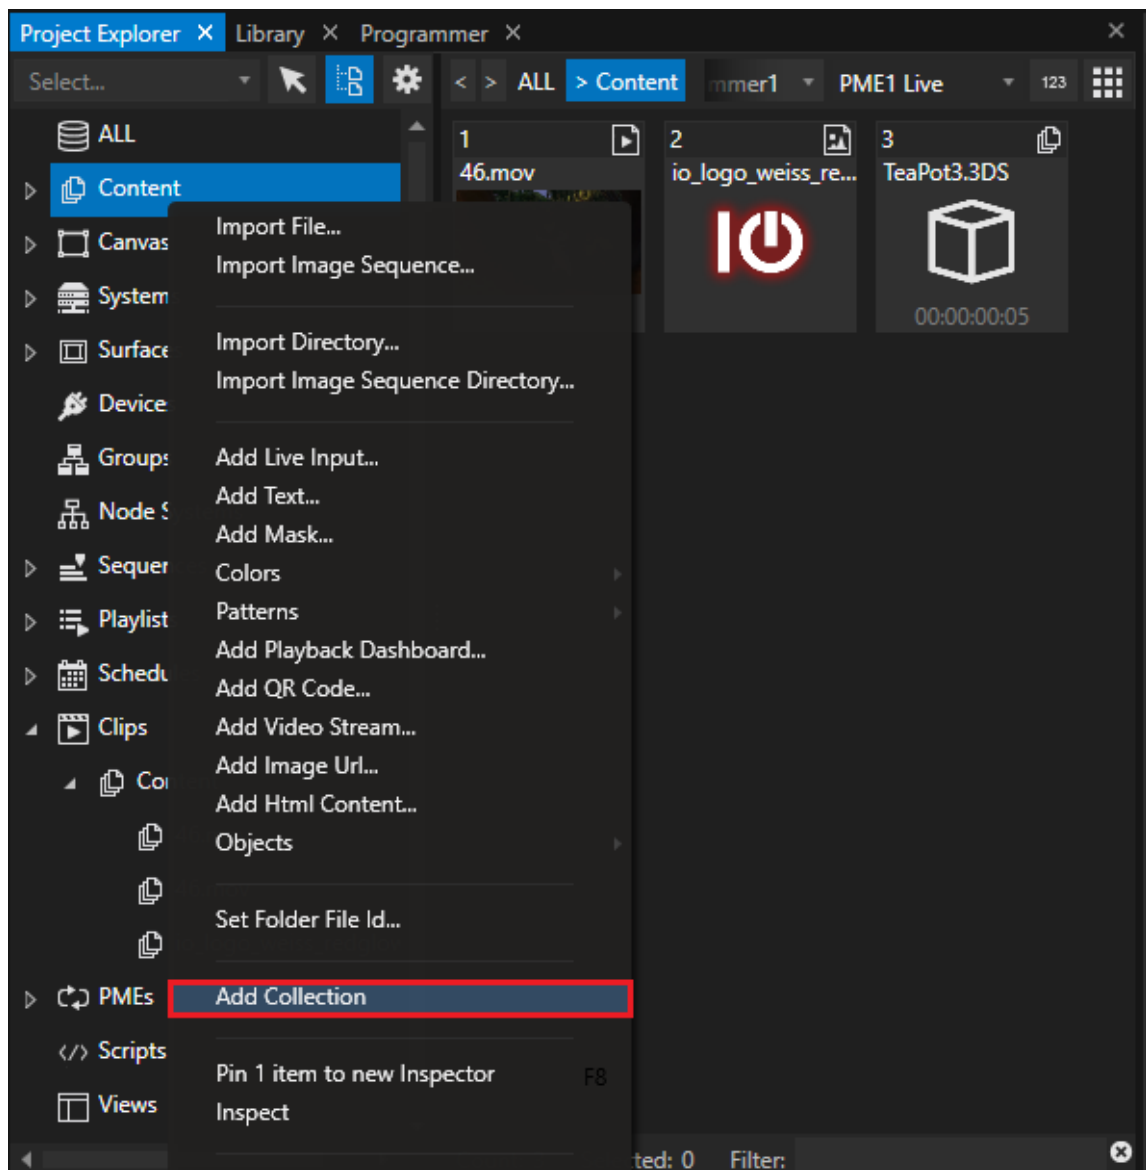 Project Explorer Library Programmer
Select... ALL > Content mmer1 PME1 Live 123
ALL
Content
Canvas
System
Surface
Device
Groups
Node S
Sequer
Playlist
Schedu
Clips
Co
PMEs
Scripts
Views
1
46.mov
2
io_logo_weiss_re...
IO
3
TeaPot3.3DS
00:00:00:05
Import File...
Import Image Sequence...
Import Directory...
Import Image Sequence Directory...
Add Live Input...
Add Text...
Add Mask...
Colors
Patterns
Add Playback Dashboard...
Add QR Code...
Add Video Stream...
Add Image Url...
Add Html Content...
Objects
Set Folder File Id...
Add Collection
Pin 1 item to new Inspector F8
Inspect
ted: 0 Filter: